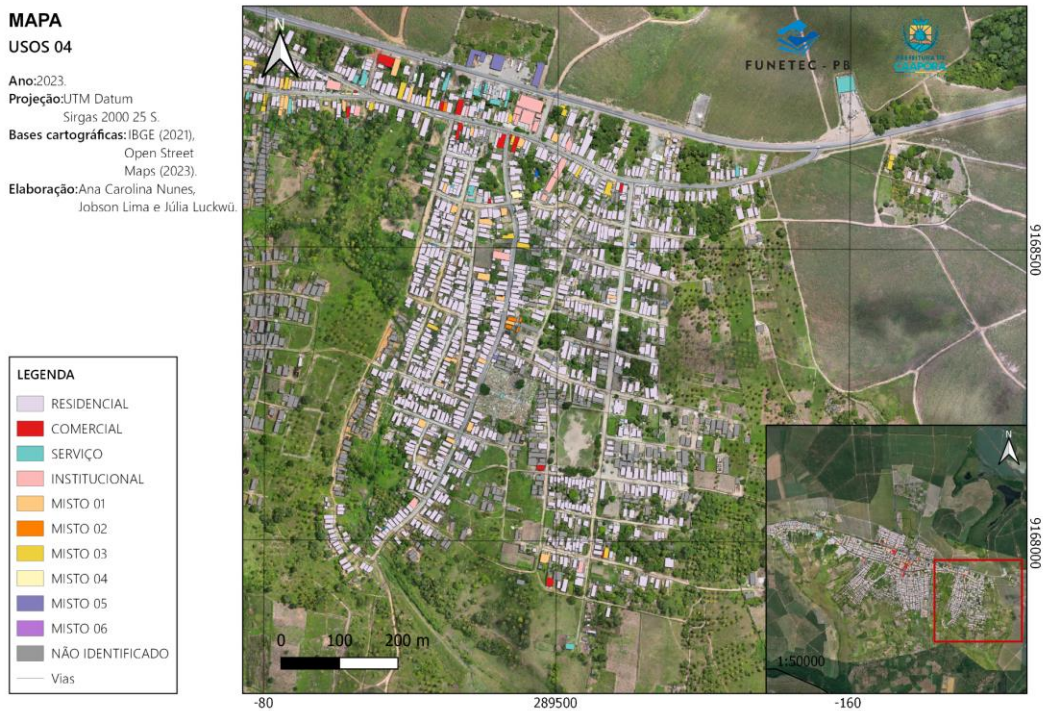 MAPA
USOS 04
Ano:2023.
Projeção:UTM Datum
Sirgas 2000 25 S.
Bases cartográficas: IBGE (2021),
Open Street
Maps (2023).
Elaboração:Ana Carolina Nunes,
Jobson Lima e Júlia Luckwü.
LEGENDA
RESIDENCIAL
COMERCIAL
SERVIÇO
INSTITUCIONAL
MISTO 01
MISTO 02
MISTO 03
MISTO 04
MISTO 05
MISTO 06
NÃO IDENTIFICADO
Vias
N
FUNETEC - PB
PREFEITURA DE
CAAPORÃ
9168500
9168000
N
1:50000
0 100 200 m
-80
289500
-160